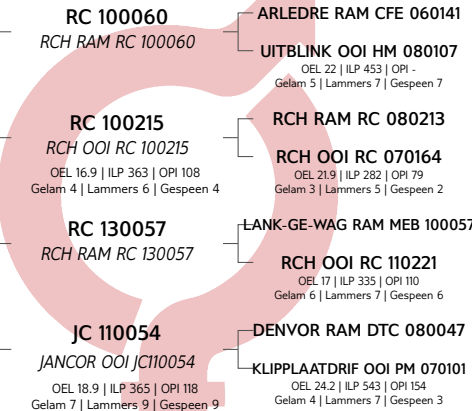 RC 100060
RCH RAM RC 100060
ARLEDRE RAM CFE 060141
UITBLINK OOI HM 080107
OEL 22 | ILP 453 | OPI -
Gelam 5 | Lammers 7 | Gespeen 7
RC 100215
RCH OOI RC 100215
OEL 16.9 | ILP 363 | OPI 108
Gelam 4 | Lammers 6 | Gespeen 4
RCH RAM RC 080213
RCH OOI RC 070164
OEL 21.9 | ILP 282 | OPI 79
Gelam 3 | Lammers 5 | Gespeen 2
RC 130057
RCH RAM RC 130057
LANK-GE-WAG RAM MEB 100057
RCH OOI RC 110221
OEL 17 | ILP 335 | OPI 110
Gelam 6 | Lammers 7 | Gespeen 6
JC 110054
JANCOR OOI JC110054
OEL 18.9 | ILP 365 | OPI 118
Gelam 7 | Lammers 9 | Gespeen 9
DENVOR RAM DTC 080047
KLIPPLAATDRIF OOI PM 070101
OEL 24.2 | ILP 543 | OPI 154
Gelam 4 | Lammers 7 | Gespeen 3